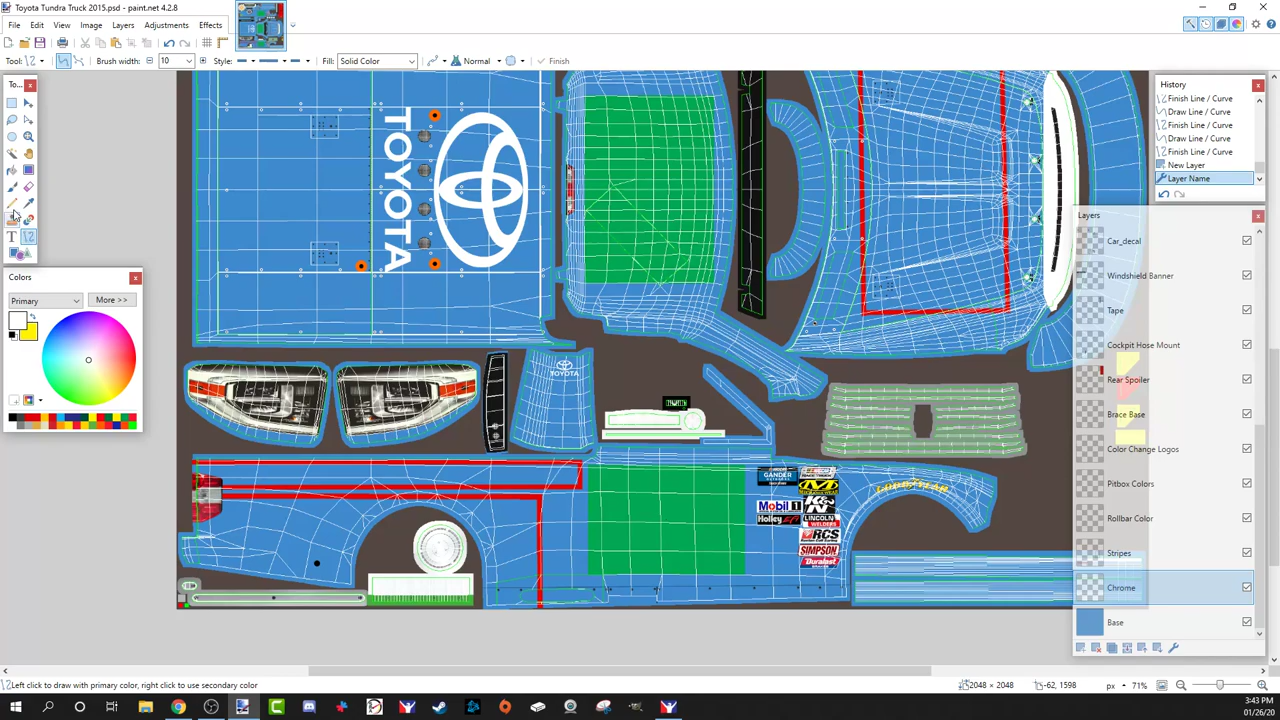 Toyota Tundra Truck 2015.psd - paint.net 4.2.8
File Edit View Image Layers Adjustments Effects
Tool: Brush width: 10 Style: Fill: Solid Color Normal Finish
To...
Colors
Primary
More >>
TOYOTA
TOYOTA
GANDER
Mobil 1
Holley
K&N
LINCOLN
WELDERS
RCS
SIMPSON
Duralast
GOODYEAR
History
Finish Line / Curve
Draw Line / Curve
Finish Line / Curve
Draw Line / Curve
Finish Line / Curve
New Layer
Layer Name
Layers
Car_decal
Windshield Banner
Tape
Cockpit Hose Mount
Rear Spoiler
Brace Base
Color Change Logos
Pitbox Colors
Rollbar Color
Stripes
Chrome
Base
Left click to draw with primary color, right click to use secondary color
2048 × 2048
-62, 1598
px
71%
3:43 PM
01/26/20